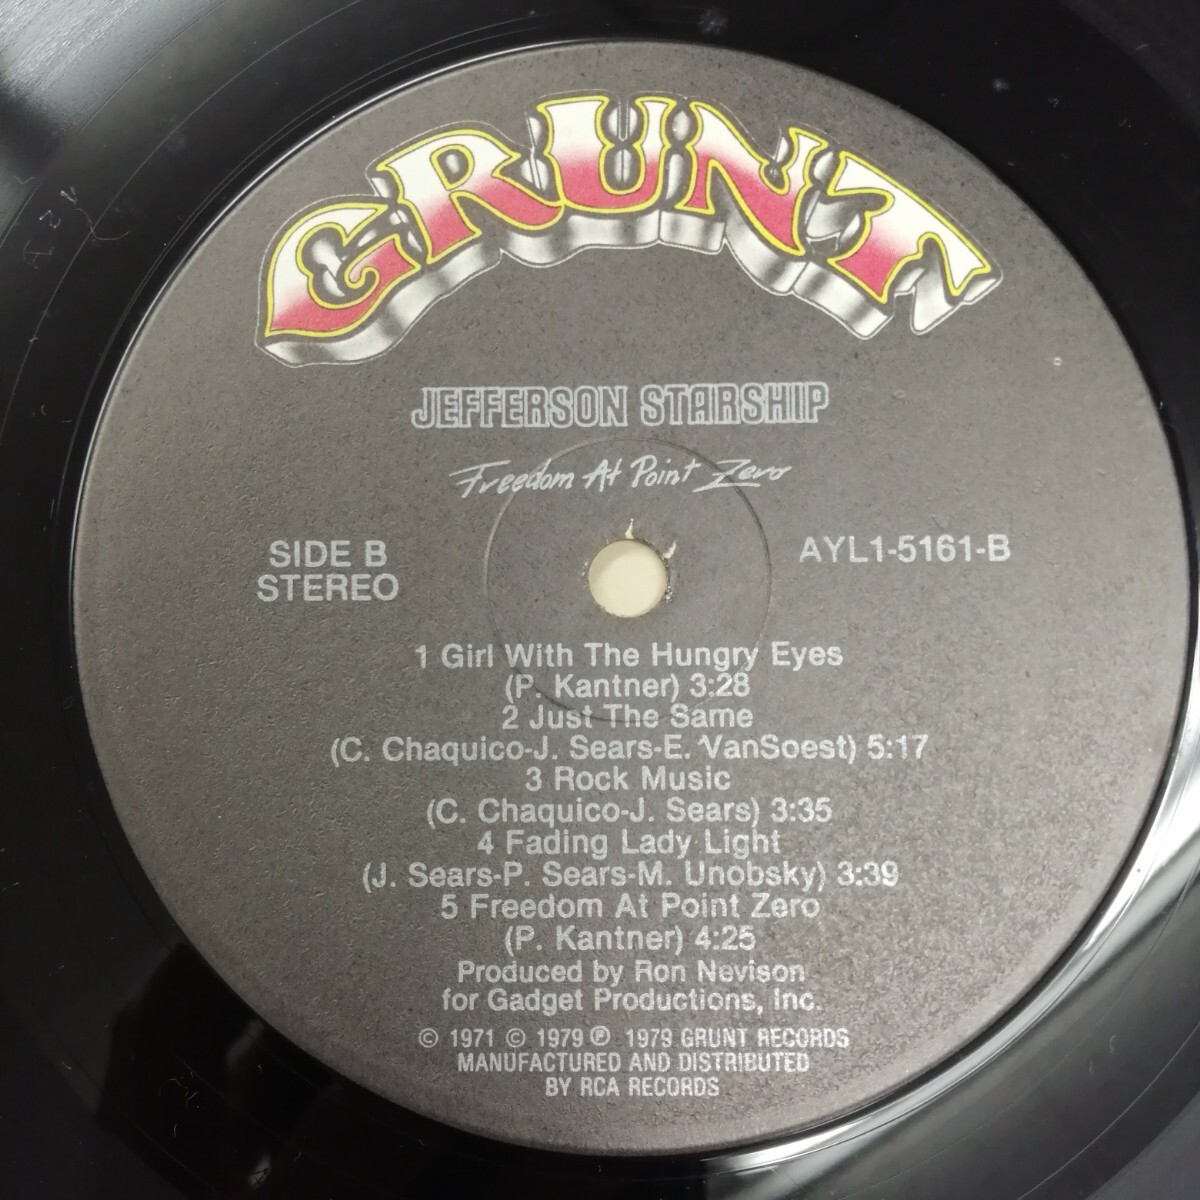 GRUNT
JEFFERSON STARSHIP
Freedom At Point Zero
SIDE B
STEREO
AYL1-5161-B
1 Girl With The Hungry Eyes
(P. Kantner) 3:28
2 Just The Same
(C. Chaquico-J. Sears-E. VanSoest) 5:17
3 Rock Music
(C. Chaquico-J. Sears) 3:35
4 Fading Lady Light
(J. Sears-P. Sears-M. Unobsky) 3:39
5 Freedom At Point Zero
(P. Kantner) 4:25
Produced by Ron Nevison
for Gadget Productions, Inc.
© 1971 © 1979 ℗ 1979 GRUNT RECORDS
MANUFACTURED AND DISTRIBUTED
BY RCA RECORDS